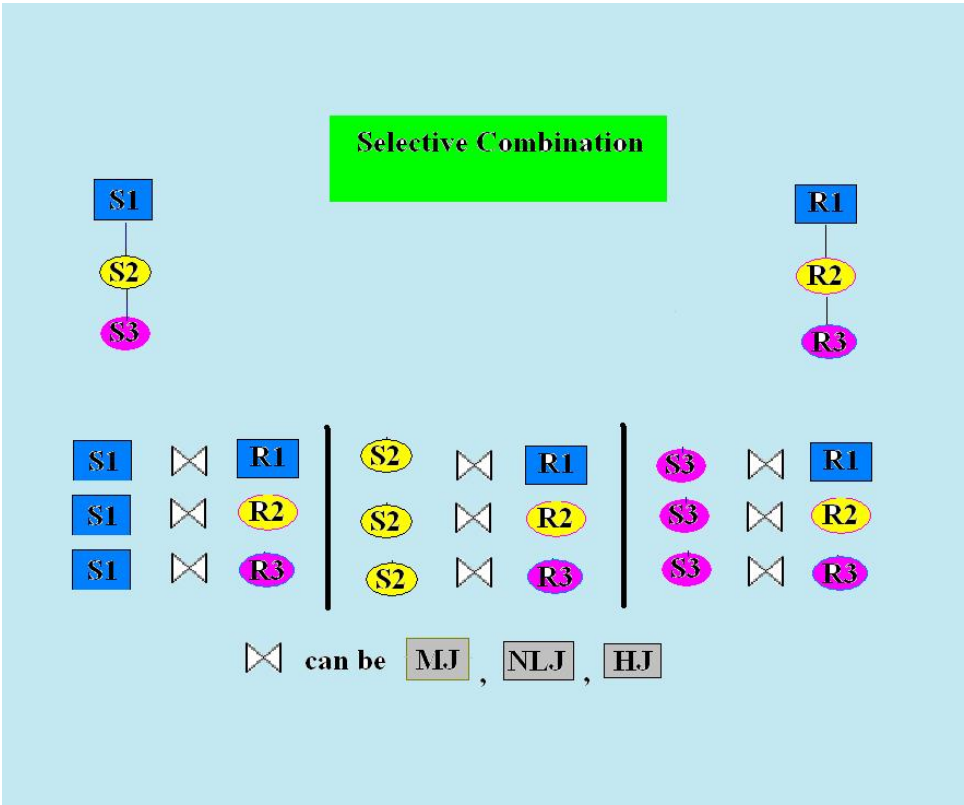 Selective Combination
S1 R1
S2 R2
S3 R3
S1 ⋈ R1 S2 ⋈ R1 S3 ⋈ R1
S1 ⋈ R2 S2 ⋈ R2 S3 ⋈ R2
S1 ⋈ R3 S2 ⋈ R3 S3 ⋈ R3
⋈ can be MJ , NLJ , HJ